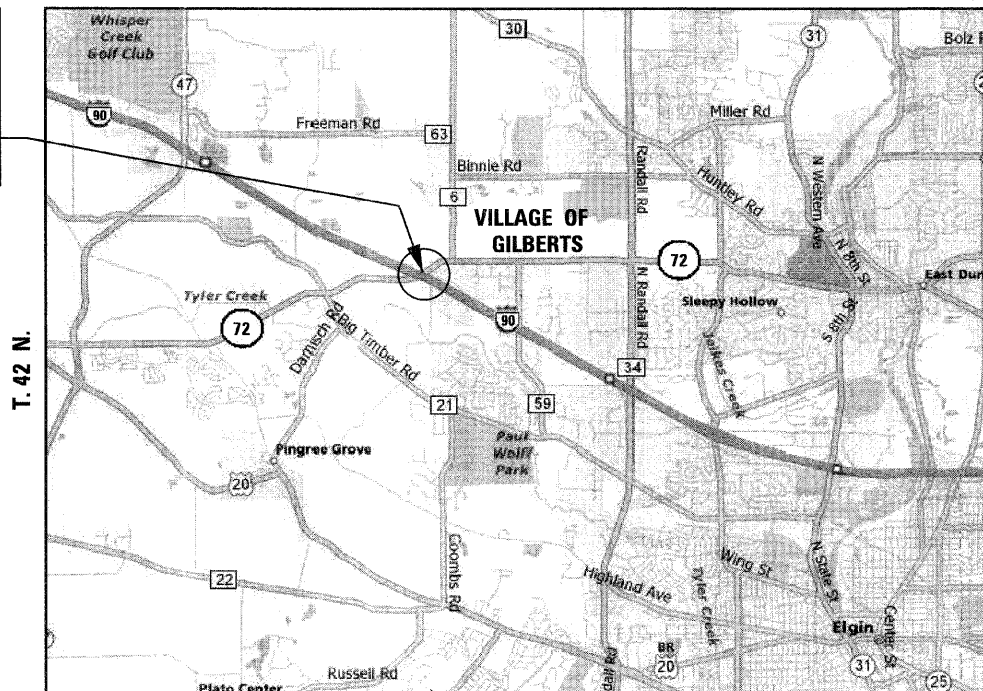 Whisper
Creek
Golf Club
30
31
Bolz
47
90
Freeman Rd
63
Miller Rd
Binnie Rd
Randall Rd
N Western Ave
6
Huntley Rd
VILLAGE OF
GILBERTS
N 8th St
72
East Dun
Tyler Creek
N Randall Rd
Sleepy Hollow
72
90
S 8th St
T. 42 N.
Damisch Rd
Big Timber Rd
34
Jelkes Creek
21
59
Paul
Wolff
Park
Pingree Grove
20
Coombs Rd
22
Wing St
N State St
Highland Ave
Tyler Creek
Elgin
Center St
BR
20
31
Russell Rd
dall Rd
25
Plato Center